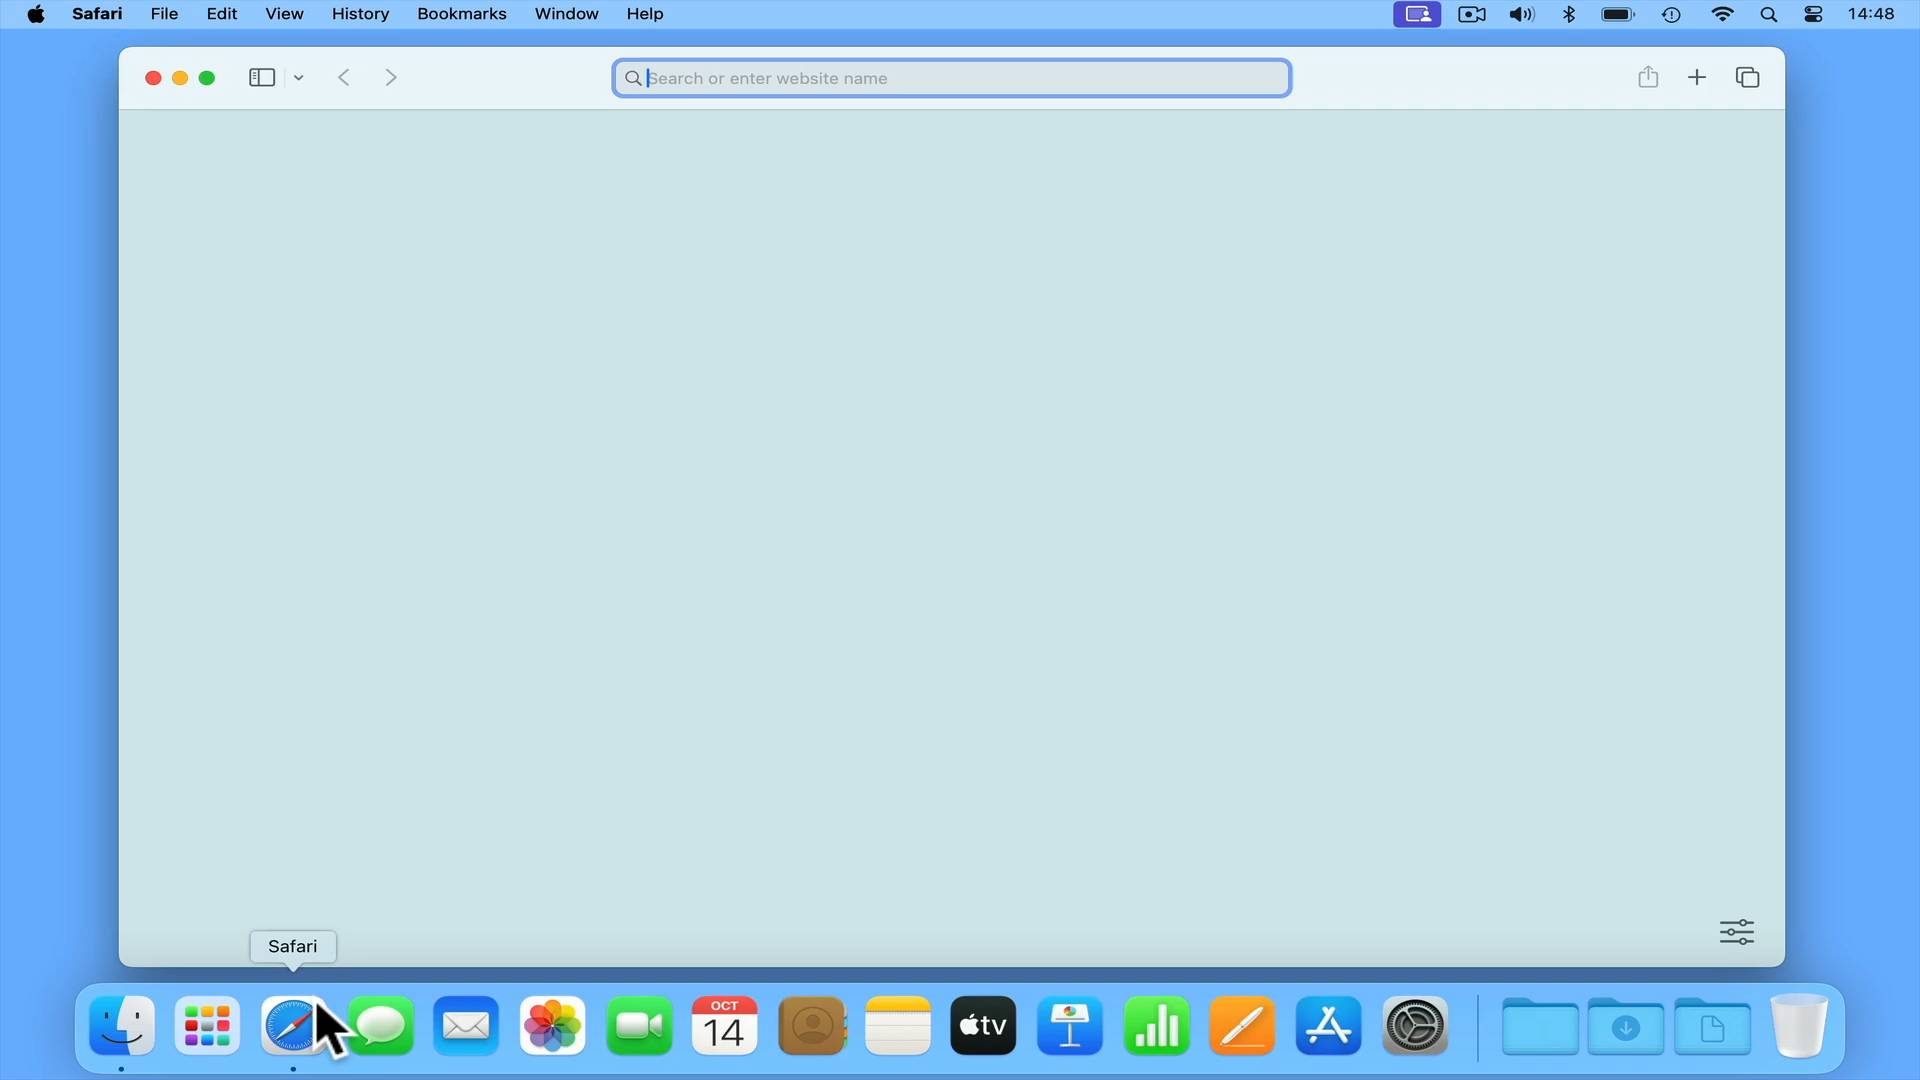 Safari File Edit View History Bookmarks Window Help 14:48
Search or enter website name
Safari
OCT
14
tv